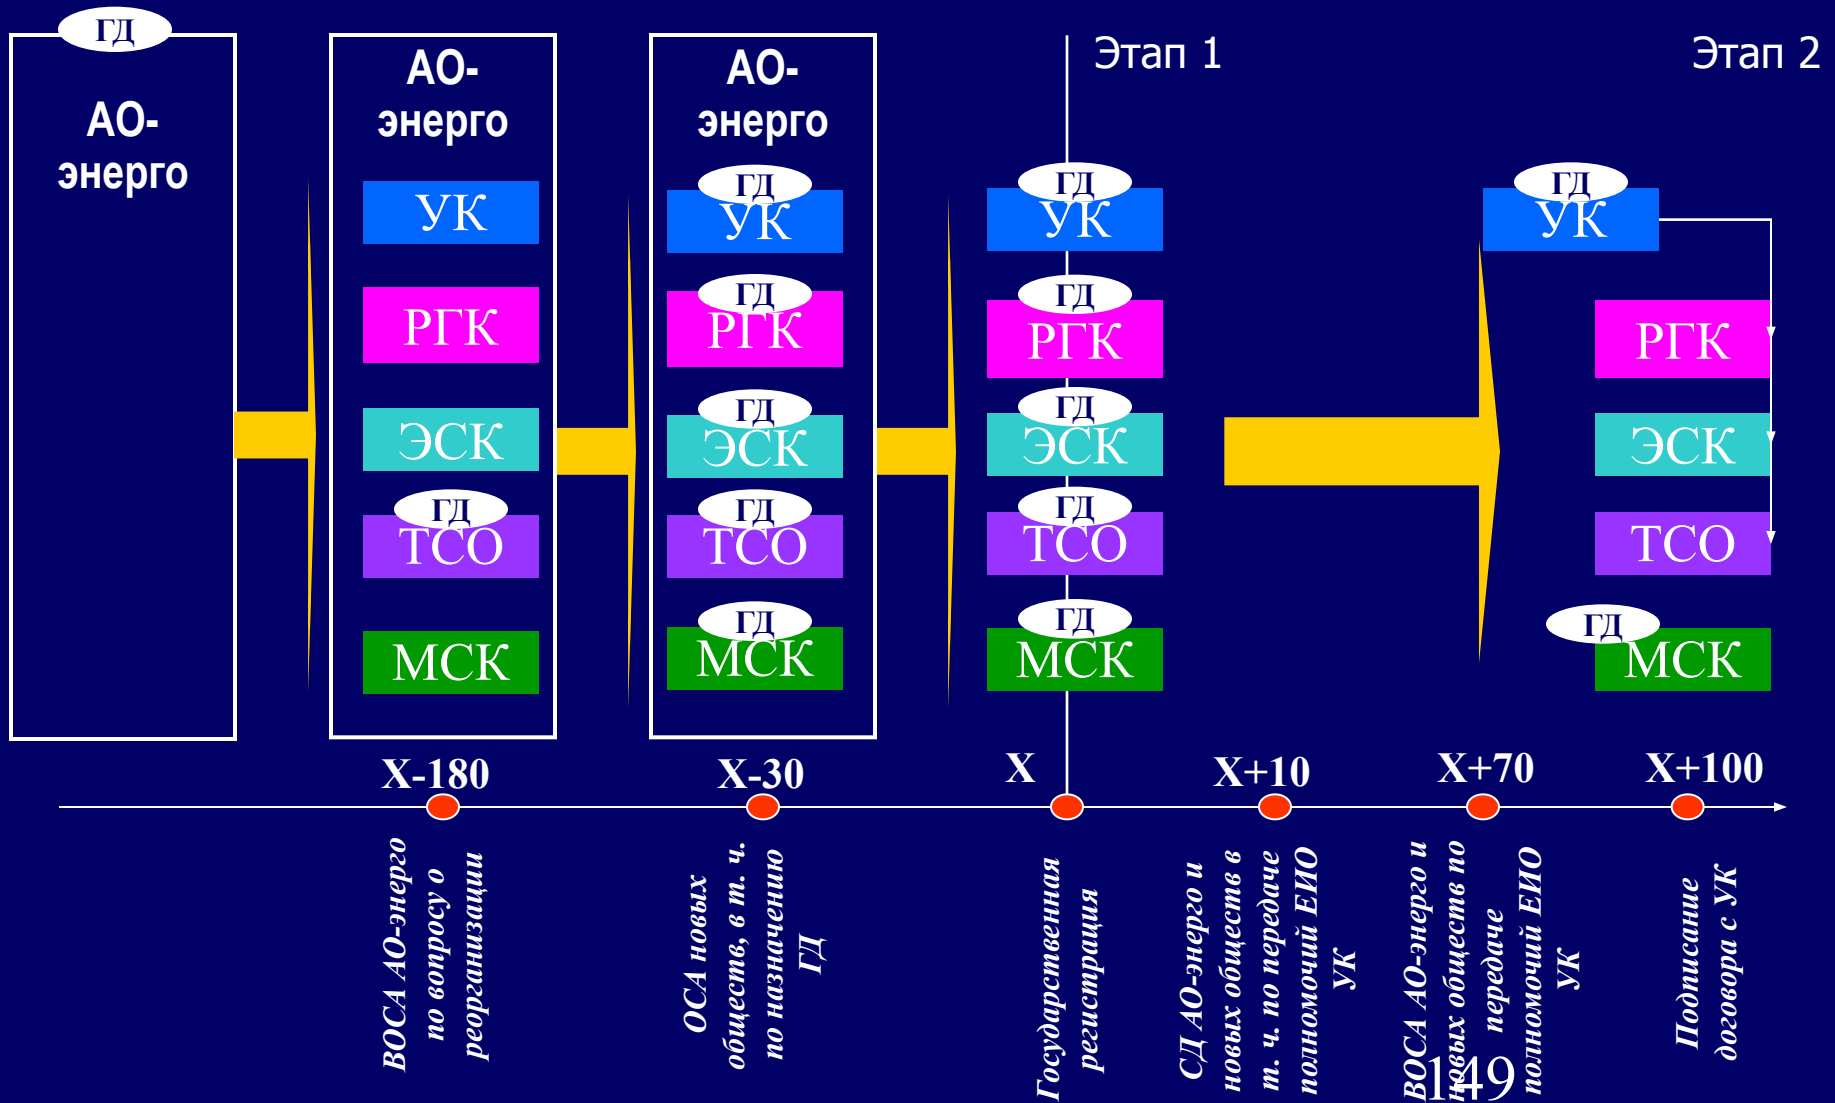 ГД
АО-
энерго
АО-
энерго
УК
РГК
ЭСК
ГД
ТСО
МСК
АО-
энерго
ГД
УК
ГД
РГК
ГД
ЭСК
ГД
ТСО
ГД
МСК
Этап 1
ГД
УК
ГД
РГК
ГД
ЭСК
ГД
ТСО
ГД
МСК
Этап 2
ГД
УК
РГК
ЭСК
ТСО
ГД
МСК
Х-180
Х-30
Х
Х+10
Х+70
Х+100
ВОСА АО-энерго
по вопросу о
реорганизации
ОСА новых
обществ, в т. ч.
по назначению
ГД
Государственная
регистрация
СД АО-энерго и
новых обществ в
т. ч. по передаче
полномочий ЕИО
УК
ВОСА АО-энерго и
новых обществ по
передаче
полномочий ЕИО
УК
Подписание
договора с УК
149